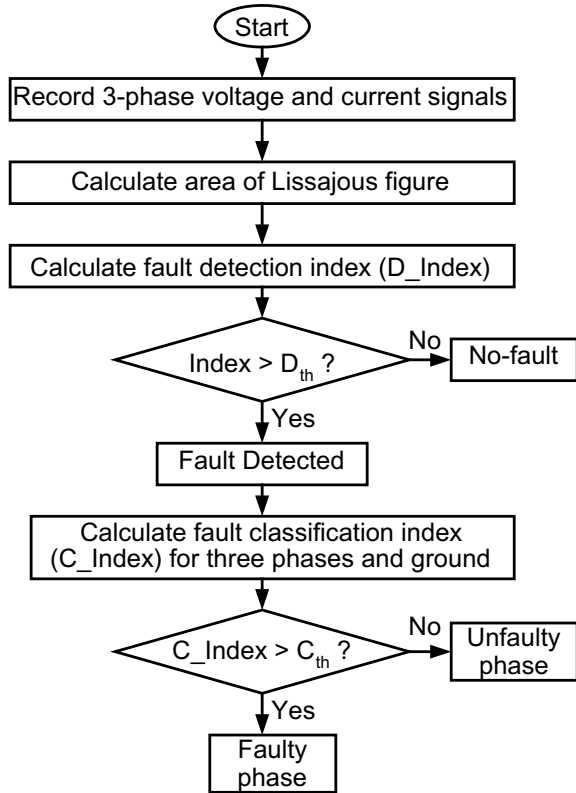 Start
Record 3-phase voltage and current signals
Calculate area of Lissajous figure
Calculate fault detection index (D_Index)
Index > D_th ?
No
No-fault
Yes
Fault Detected
Calculate fault classification index
(C_Index) for three phases and ground
C_Index > C_th ?
No
Unfaulty
phase
Yes
Faulty
phase